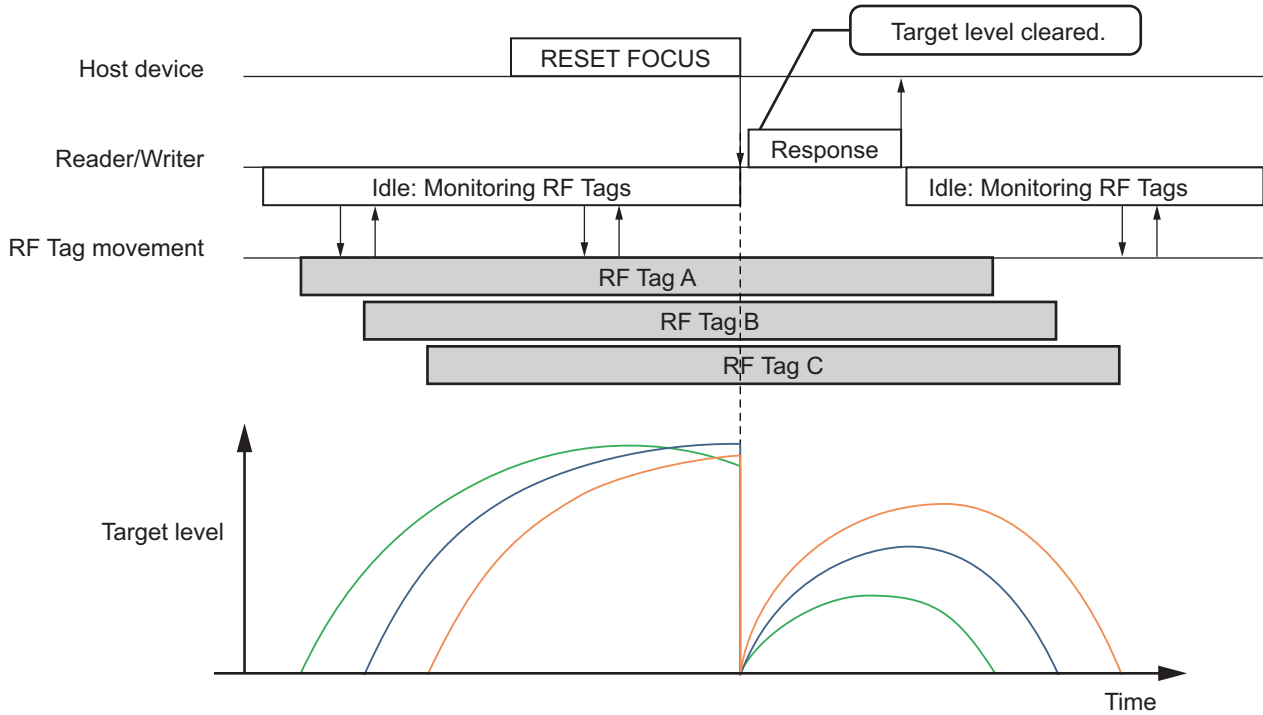 Target level cleared.
RESET FOCUS
Host device
Reader/Writer
Response
Idle: Monitoring RF Tags
Idle: Monitoring RF Tags
RF Tag movement
RF Tag A
RF Tag B
RF Tag C
Target level
Time